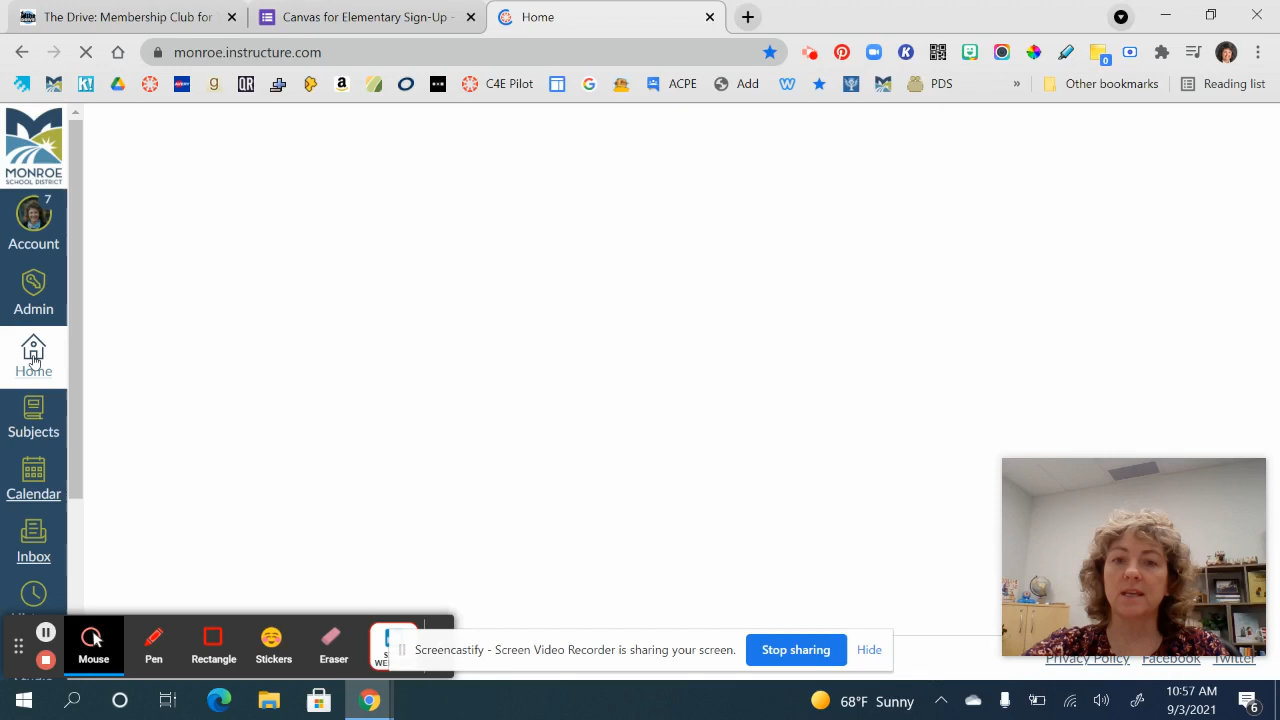 The Drive: Membership Club for
Canvas for Elementary Sign-Up -
Home
monroe.instructure.com
0
K!
g
QR
a
C4E Pilot
G
ACPE
Add
PDS
»
Other bookmarks
Reading list
MONROE
SCHOOL DISTRICT
7
Account
Admin
Home
Subjects
Calendar
Inbox
Mouse
Pen
Rectangle
Stickers
Eraser
Screencastify - Screen Video Recorder is sharing your screen.
Stop sharing
Hide
Privacy Policy Facebook Twitter
68°F Sunny
10:57 AM
9/3/2021
6